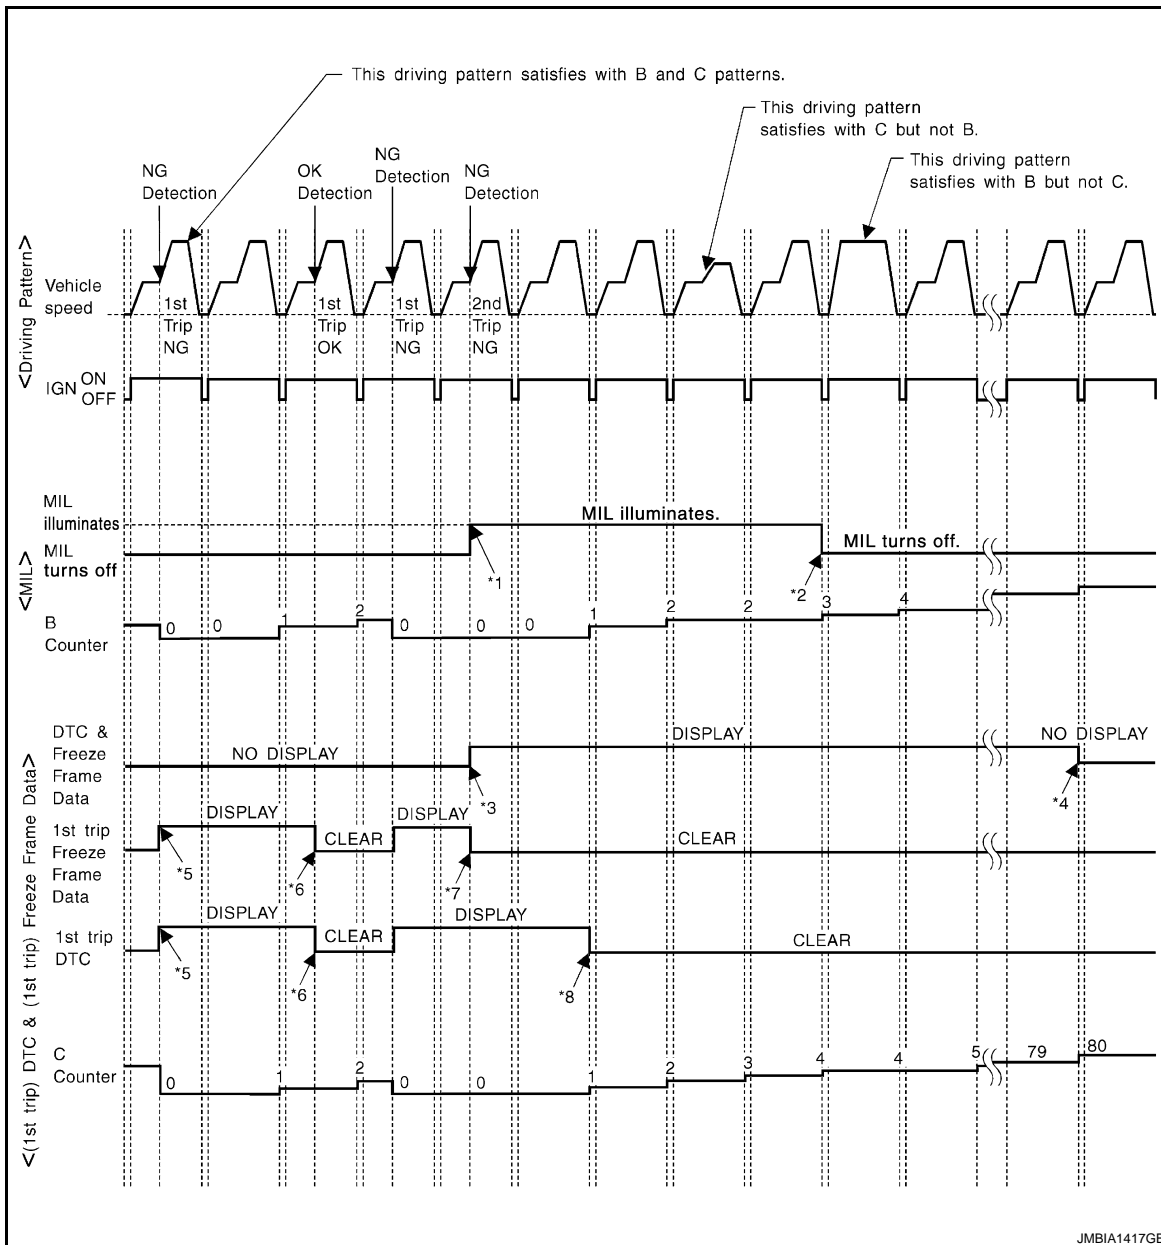 This driving pattern satisfies with B and C patterns.
This driving pattern
satisfies with C but not B.
This driving pattern
satisfies with B but not C.
NG
Detection
OK
Detection
NG
Detection
NG
Detection
<Driving Pattern>
Vehicle
speed
1st
Trip
NG
1st
Trip
OK
1st
Trip
NG
2nd
Trip
NG
IGN ON
OFF
<MIL>
MIL
illuminates
MIL illuminates.
MIL
turns off
MIL turns off.
*1
*2
B
Counter
0 0 1 2 0 0 0 1 2 2 3 4
<(1st trip) DTC & (1st trip) Freeze Frame Data>
DTC &
Freeze
Frame
Data
NO DISPLAY
DISPLAY
NO DISPLAY
*3
*4
1st trip
Freeze
Frame
Data
DISPLAY
CLEAR
DISPLAY
CLEAR
*5
*6
*7
1st trip
DTC
DISPLAY
CLEAR
DISPLAY
CLEAR
*5
*6
*8
C
Counter
0 1 2 0 0 1 2 3 4 4 5 79 80
JMBIA1417GB